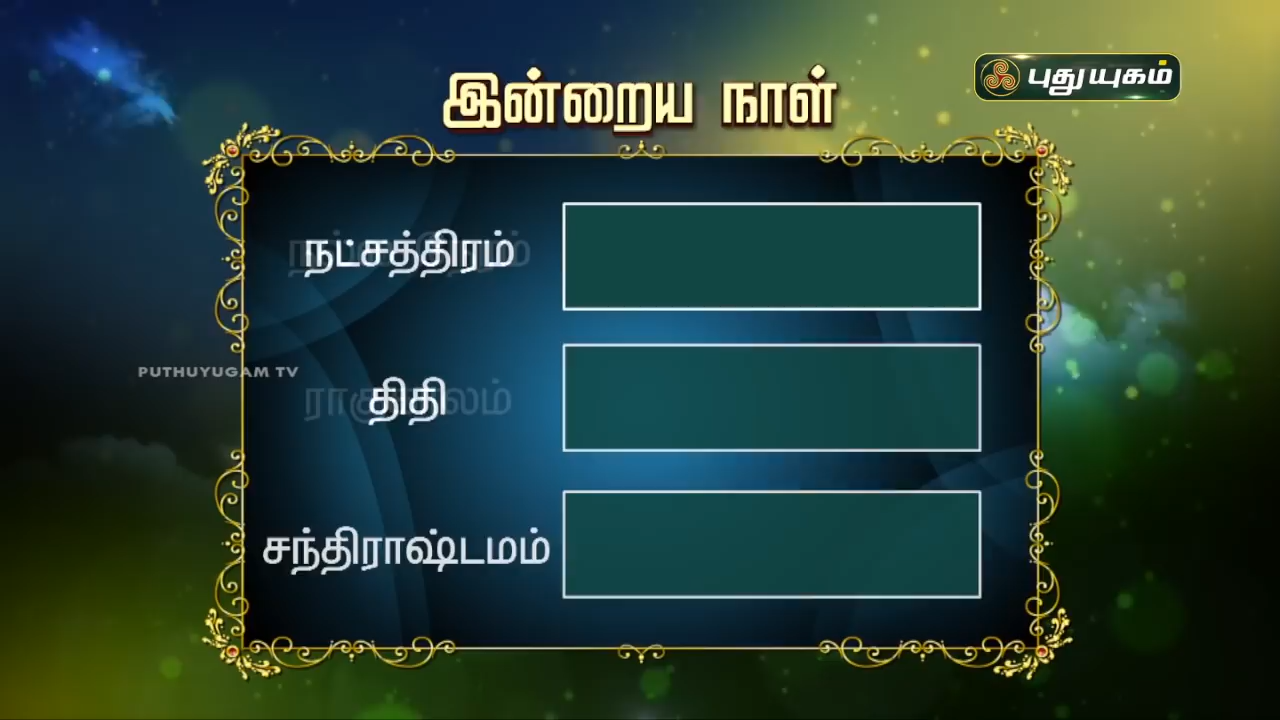 புதுயுகம்
இன்றைய நாள்
நட்சத்திரம்
PUTHUYUGAM TV
திதி
சந்திராஷ்டமம்